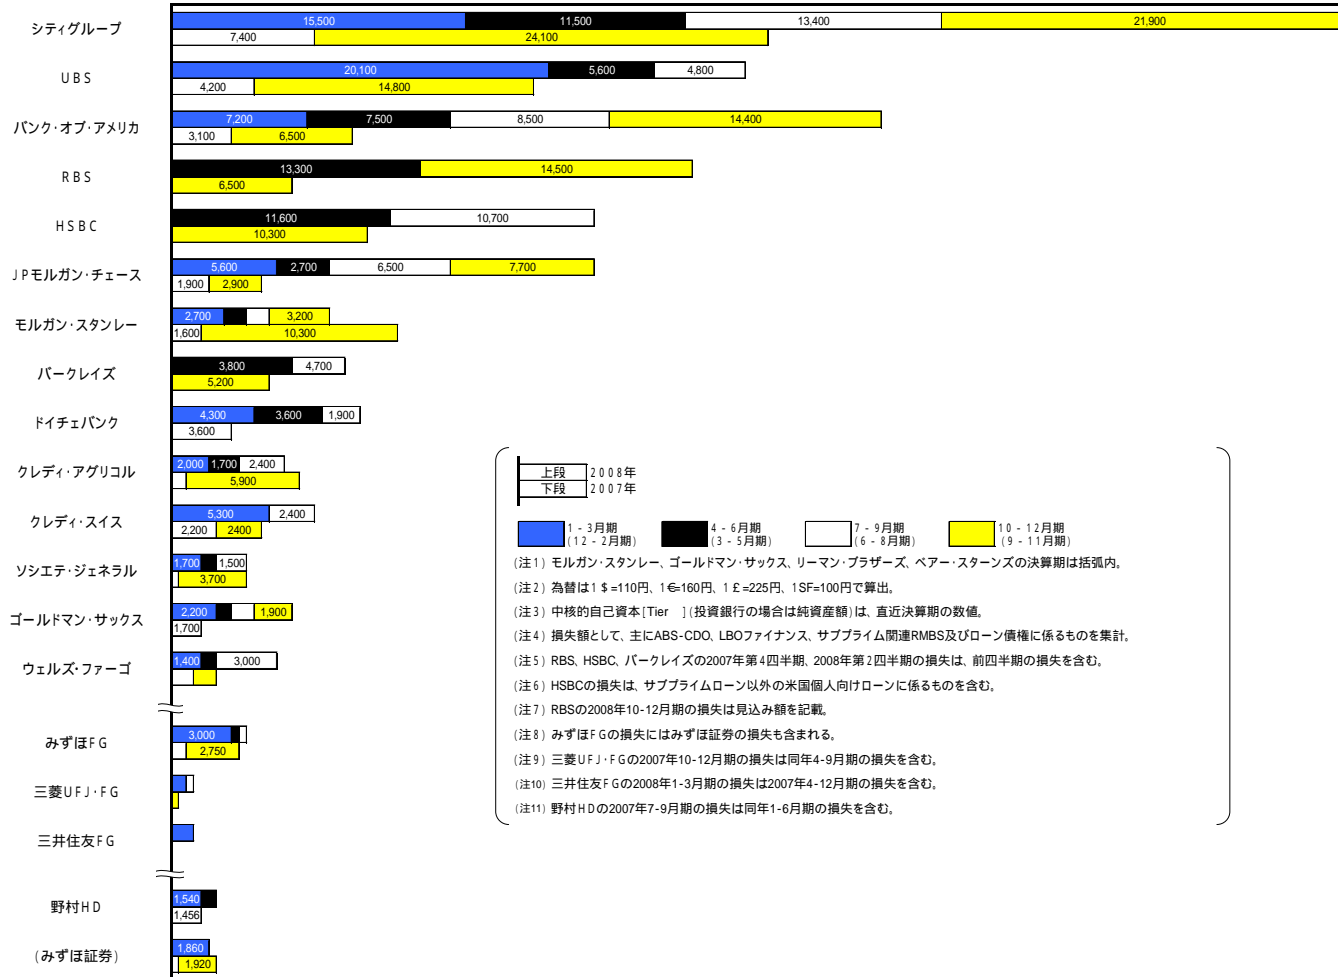 シティグループ
15,500 11,500 13,400 21,900
7,400 24,100
UBS
20,100 5,600 4,800
4,200 14,800
バンク・オブ・アメリカ
7,200 7,500 8,500 14,400
3,100 6,500
RBS
13,300 14,500
6,500
HSBC
11,600 10,700
10,300
JPモルガン・チェース
5,600 2,700 6,500 7,700
1,900 2,900
モルガン・スタンレー
2,700 3,200
1,600 10,300
バークレイズ
3,800 4,700
5,200
ドイチェバンク
4,300 3,600 1,900
3,600
クレディ・アグリコル
2,000 1,700 2,400
5,900
クレディ・スイス
5,300 2,400
2,200 2400
ソシエテ・ジェネラル
1,700 1,500
3,700
ゴールドマン・サックス
2,200 1,900
1,700
ウェルズ・ファーゴ
1,400 3,000
みずほFG
3,000
2,750
三菱UFJ・FG
三井住友FG
野村HD
1,540
1,456
(みずほ証券)
1,860
1,920
上段 2008年
下段 2007年
1-3月期 4-6月期 7-9月期 10-12月期
(12-2月期) (3-5月期) (6-8月期) (9-11月期)
(注1) モルガン・スタンレー、ゴールドマン・サックス、リーマン・ブラザーズ、ベアー・スターンズの決算期は括弧内。
(注2) 為替は1$=110円、1€=160円、1£=225円、1SF=100円で算出。
(注3) 中核的自己資本[Tier ](投資銀行の場合は純資産額)は、直近決算期の数値。
(注4) 損失額として、主にABS-CDO、LBOファイナンス、サブプライム関連RMBS及びローン債権に係るものを集計。
(注5) RBS、HSBC、バークレイズの2007年第4四半期、2008年第2四半期の損失は、前四半期の損失を含む。
(注6) HSBCの損失は、サブプライムローン以外の米国個人向けローンに係るものを含む。
(注7) RBSの2008年10-12月期の損失は見込み額を記載。
(注8) みずほFGの損失にはみずほ証券の損失も含まれる。
(注9) 三菱UFJ・FGの2007年10-12月期の損失は同年4-9月期の損失を含む。
(注10) 三井住友FGの2008年1-3月期の損失は2007年4-12月期の損失を含む。
(注11) 野村HDの2007年7-9月期の損失は同年1-6月期の損失を含む。